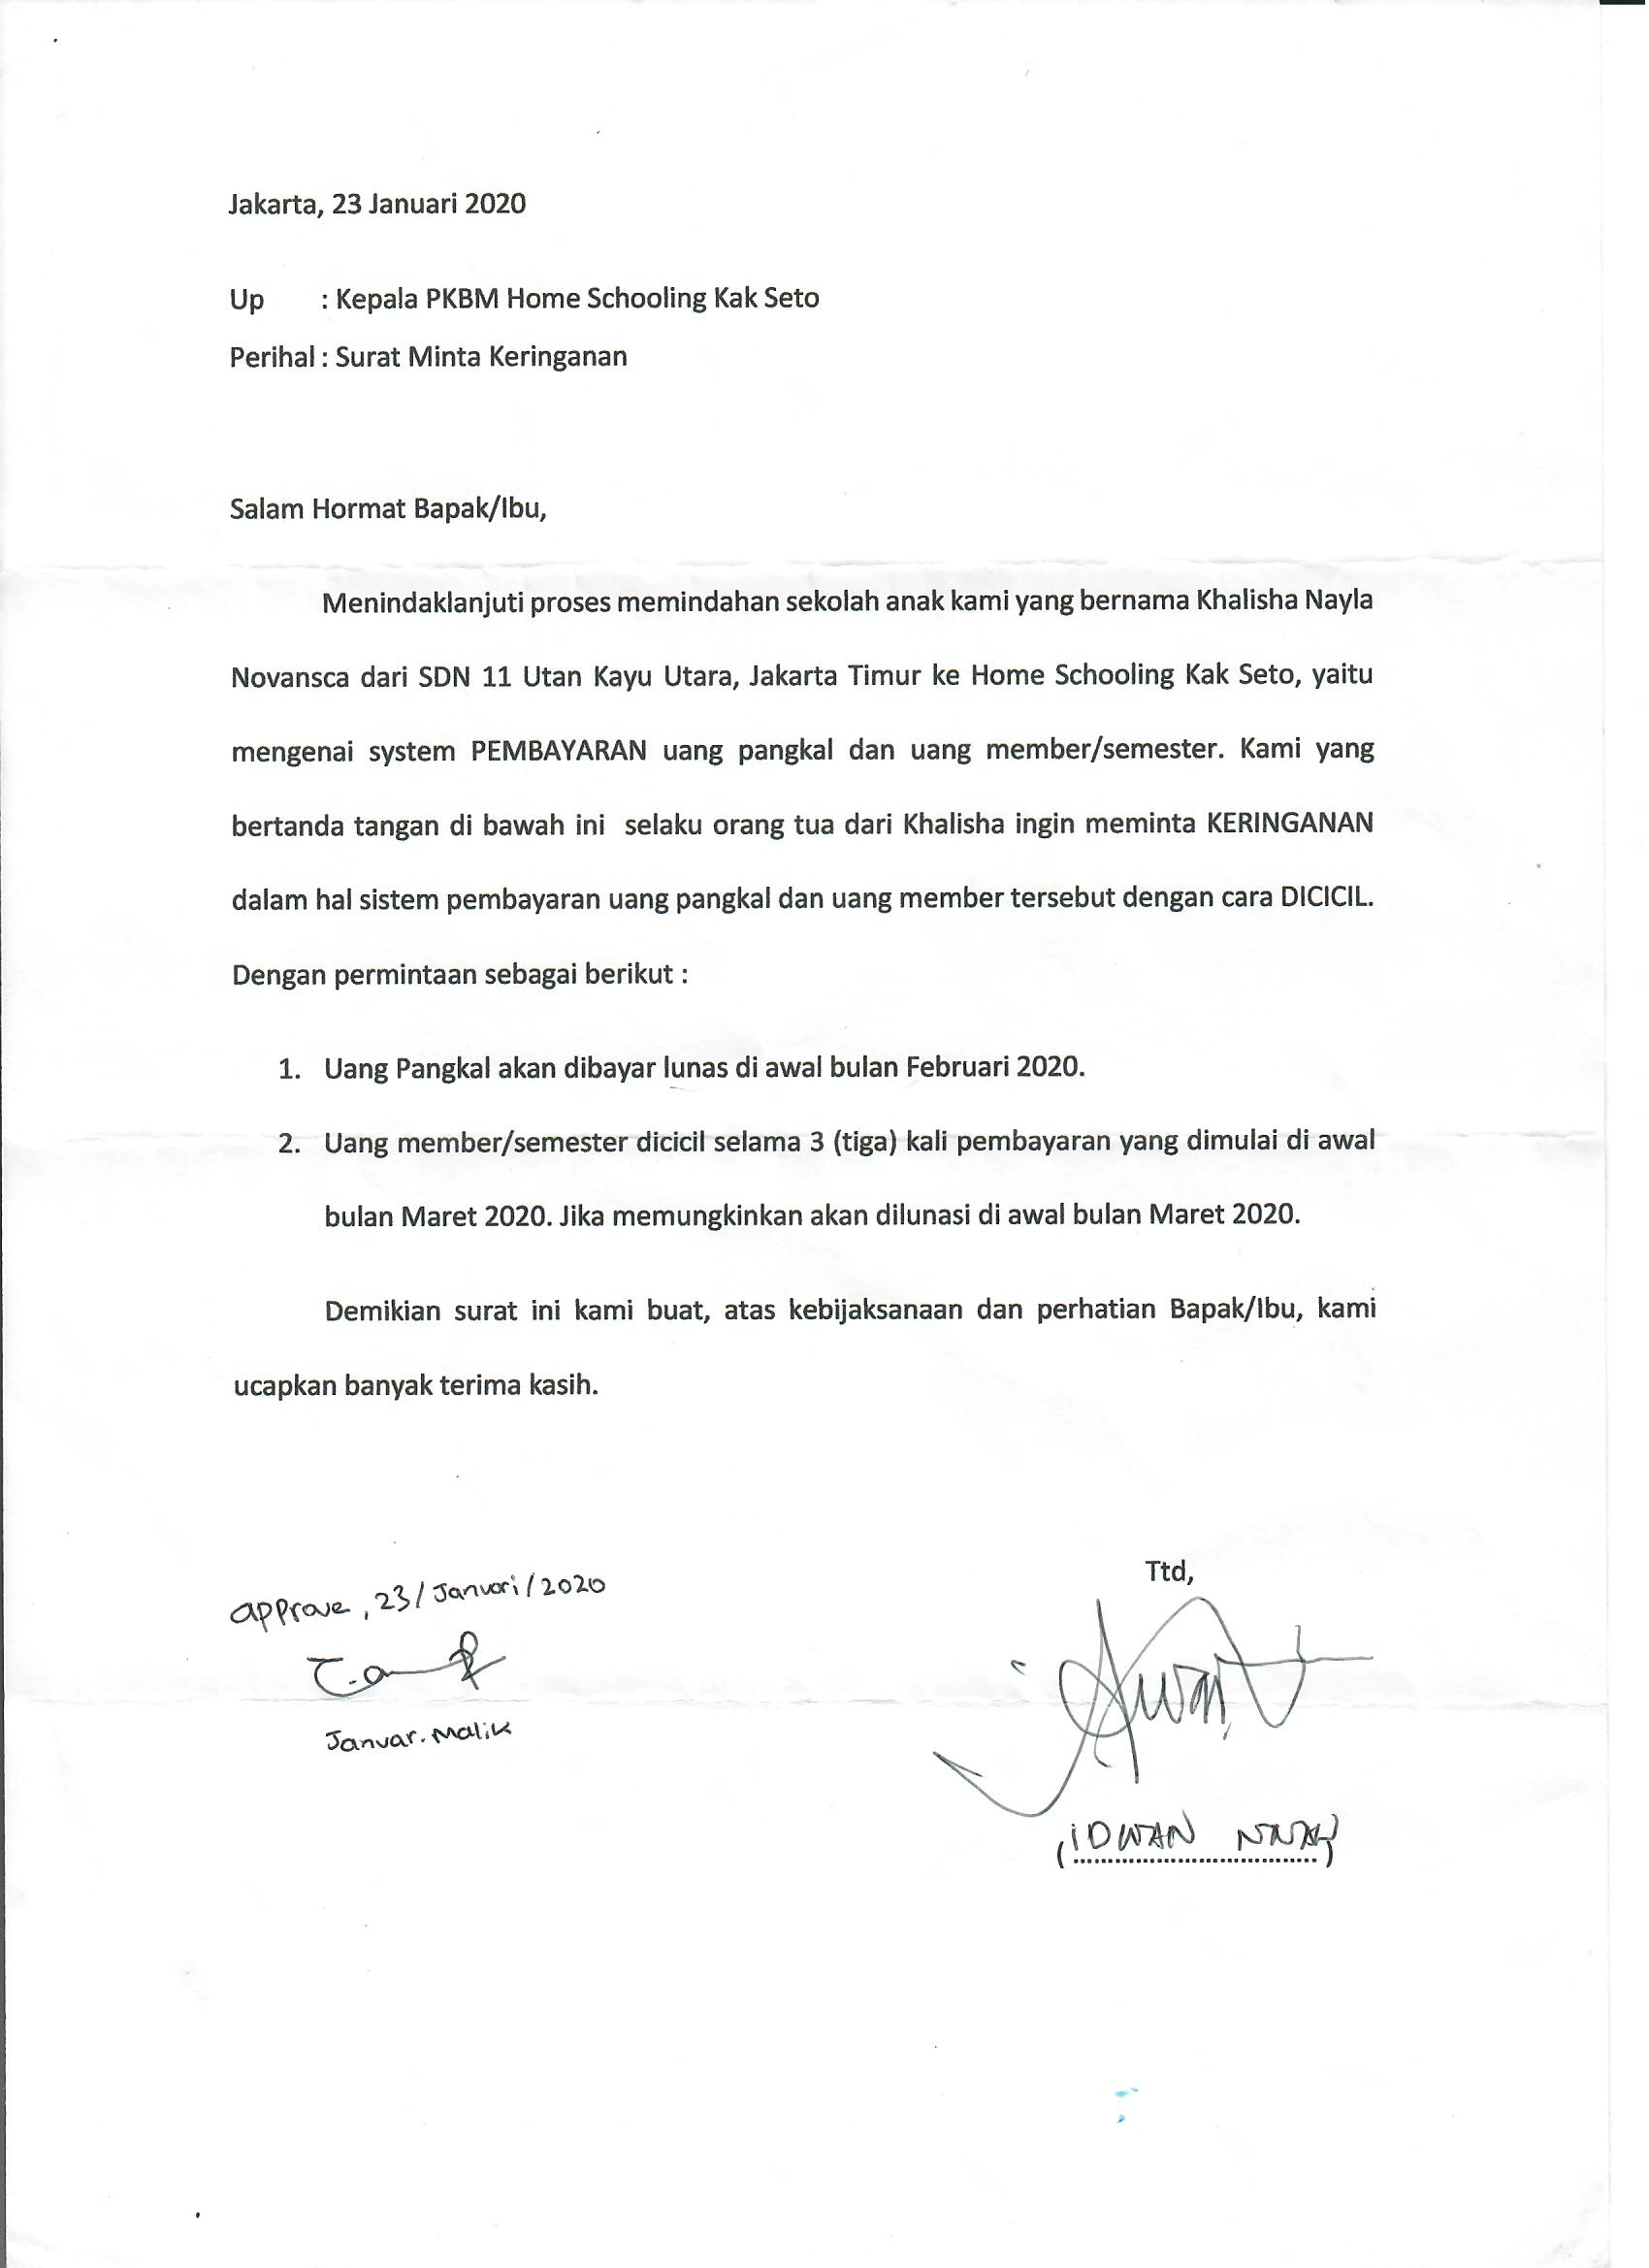 Jakarta, 23 Januari 2020
Up : Kepala PKBM Home Schooling Kak Seto
Perihal : Surat Minta Keringanan
Salam Hormat Bapak/Ibu,
Menindaklanjuti proses memindahan sekolah anak kami yang bernama Khalisha Nayla
Novansca dari SDN 11 Utan Kayu Utara, Jakarta Timur ke Home Schooling Kak Seto, yaitu
mengenai system PEMBAYARAN uang pangkal dan uang member/semester. Kami yang
bertanda tangan di bawah ini selaku orang tua dari Khalisha ingin meminta KERINGANAN
dalam hal sistem pembayaran uang pangkal dan uang member tersebut dengan cara DICICIL.
Dengan permintaan sebagai berikut :
1. Uang Pangkal akan dibayar lunas di awal bulan Februari 2020.
2. Uang member/semester dicicil selama 3 (tiga) kali pembayaran yang dimulai di awal
bulan Maret 2020. Jika memungkinkan akan dilunasi di awal bulan Maret 2020.
Demikian surat ini kami buat, atas kebijaksanaan dan perhatian Bapak/Ibu, kami
ucapkan banyak terima kasih.
Ttd,
approve, 23/Januari/2020
Januar. Malik
(IDWAN